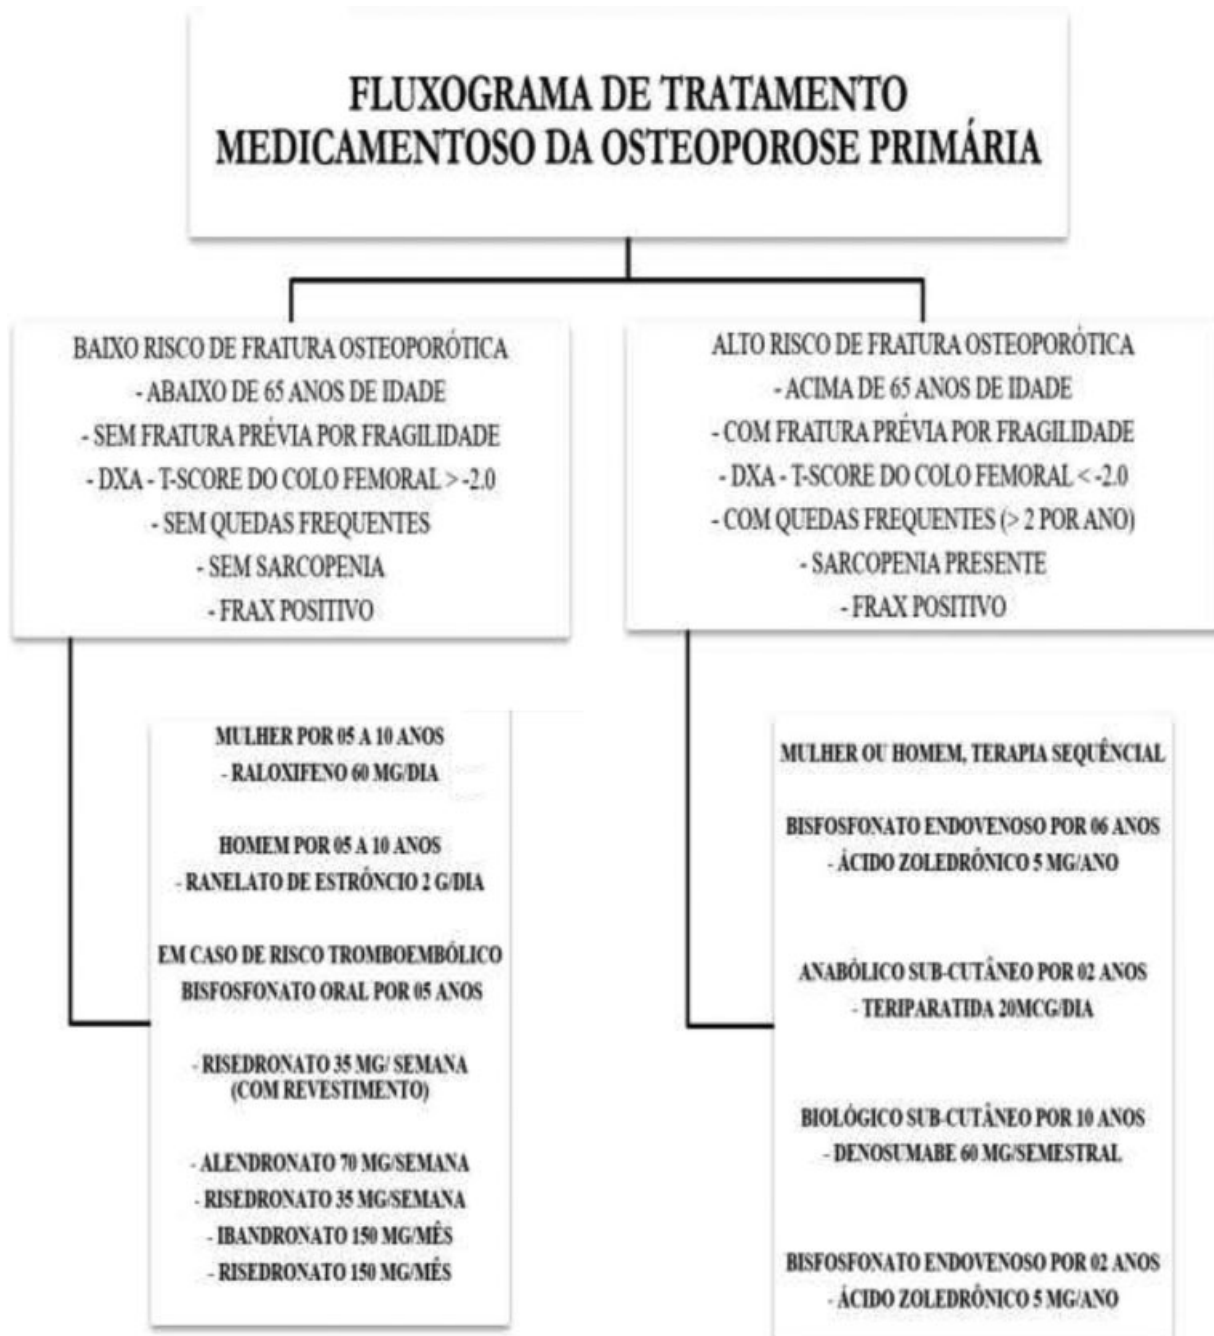 FLUXOGRAMA DE TRATAMENTO
MEDICAMENTOSO DA OSTEOPOROSE PRIMÁRIA
BAIXO RISCO DE FRATURA OSTEOPORÓTICA
- ABAIXO DE 65 ANOS DE IDADE
- SEM FRATURA PRÉVIA POR FRAGILIDADE
- DXA - T-SCORE DO COLO FEMORAL > -2.0
- SEM QUEDAS FREQUENTES
- SEM SARCOPENIA
- FRAX POSITIVO
ALTO RISCO DE FRATURA OSTEOPORÓTICA
- ACIMA DE 65 ANOS DE IDADE
- COM FRATURA PRÉVIA POR FRAGILIDADE
- DXA - T-SCORE DO COLO FEMORAL < -2.0
- COM QUEDAS FREQUENTES (> 2 POR ANO)
- SARCOPENIA PRESENTE
- FRAX POSITIVO
MULHER POR 05 A 10 ANOS
- RALOXIFENO 60 MG/DIA
HOMEM POR 05 A 10 ANOS
- RANELATO DE ESTRÔNCIO 2 G/DIA
EM CASO DE RISCO TROMBOEMBÓLICO
BISFOSFONATO ORAL POR 05 ANOS
- RISEDRONATO 35 MG/ SEMANA
(COM REVESTIMENTO)
- ALENDRONATO 70 MG/SEMANA
- RISEDRONATO 35 MG/SEMANA
- IBANDRONATO 150 MG/MÊS
- RISEDRONATO 150 MG/MÊS
MULHER OU HOMEM, TERAPIA SEQUÊNCIAL
BISFOSFONATO ENDOVENOSO POR 06 ANOS
- ÁCIDO ZOLEDRÔNICO 5 MG/ANO
ANABÓLICO SUB-CUTÂNEO POR 02 ANOS
- TERIPARATIDA 20MCG/DIA
BIOLÓGICO SUB-CUTÂNEO POR 10 ANOS
- DENOSUMABE 60 MG/SEMESTRAL
BISFOSFONATO ENDOVENOSO POR 02 ANOS
- ÁCIDO ZOLEDRÔNICO 5 MG/ANO